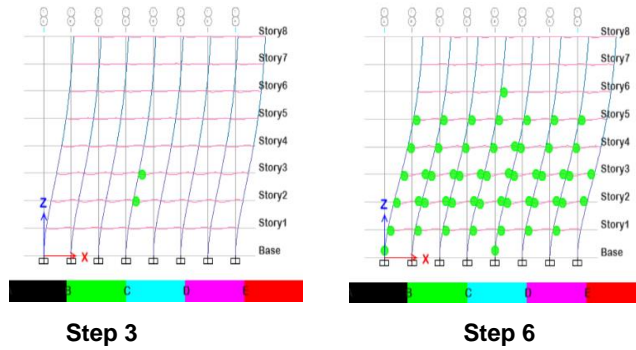 Story8
Story7
Story6
Story5
Story4
Story3
Story2
Story1
Base
Z
X
B C D E
Step 3
Story8
Story7
Story6
Story5
Story4
Story3
Story2
Story1
Base
Z
X
B C D E
Step 6